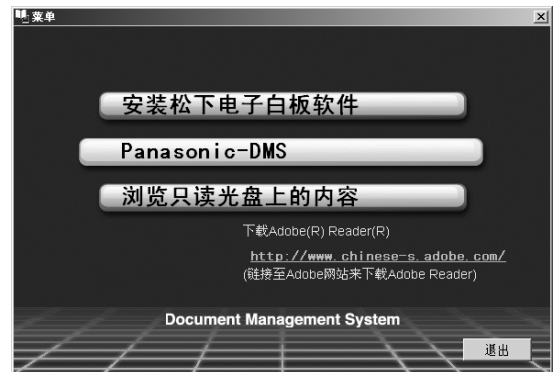 菜单
安装松下电子白板软件
Panasonic-DMS
浏览只读光盘上的内容
下载Adobe(R) Reader(R)
http://www.chinese-s.adobe.com/
(链接至Adobe网站来下载Adobe Reader)
Document Management System
退出